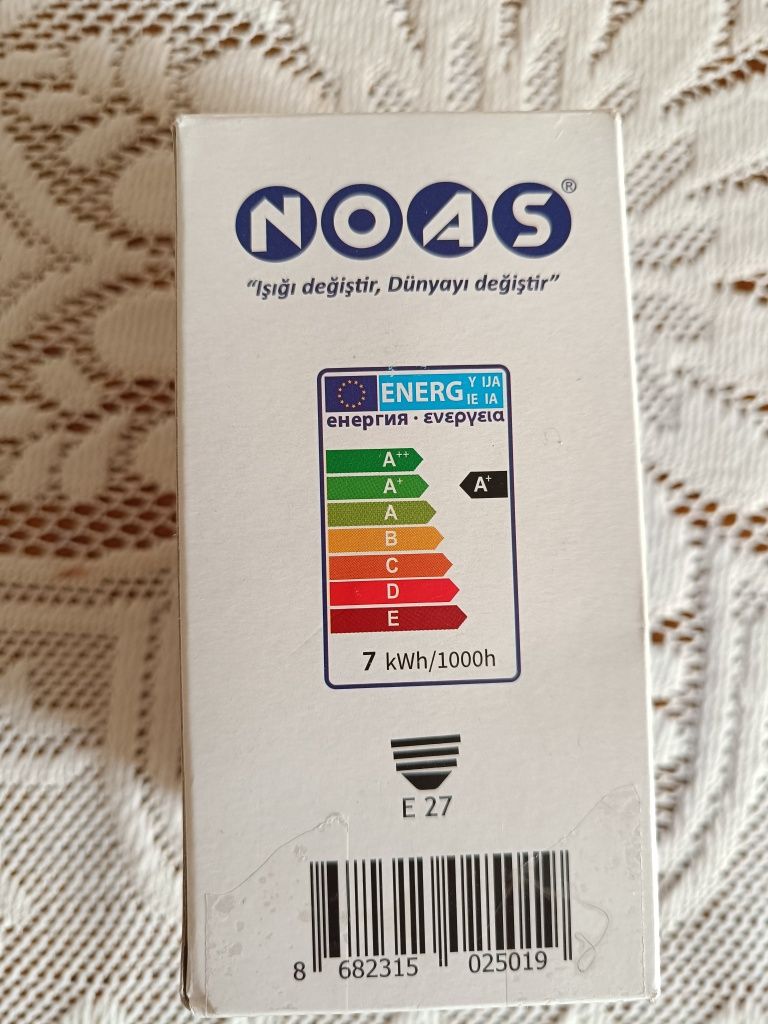 NOAS®
“Işığı değiştir, Dünyayı değiştir”
ENERG Y IJA
IE IA
енергия · ενεργεια
A++
A+ A+
A
B
C
D
E
7 kWh/1000h
E 27
8 682315 025019